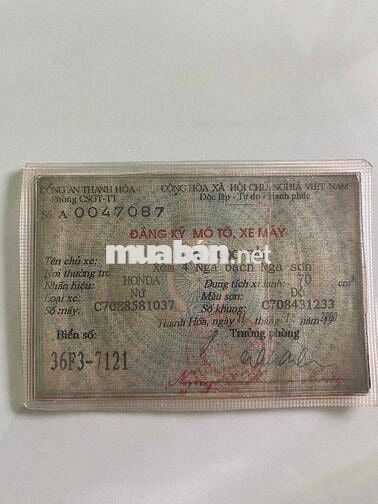 CÔNG AN THANH HÓA
Phòng CSGT-TT
CỘNG HÒA XÃ HỘI CHỦ NGHĨA VIỆT NAM
Độc lập - Tự do - Hạnh phúc
Số: A 0047087
ĐĂNG KÝ MÔ TÔ, XE MÁY
muaban.net
Tên chủ xe:
Nơi thường trú: Xóm 4 Nga bạch Nga sơn
Nhãn hiệu: HONDA
Dung tích xi lanh: 70 cm³
Loại xe: Nữ
Màu sơn: Đỏ
Số máy: C70E8581037
Số khung: C708431233
Thanh Hóa, ngày tháng năm
Biển số:
Trưởng phòng
36F3-7121